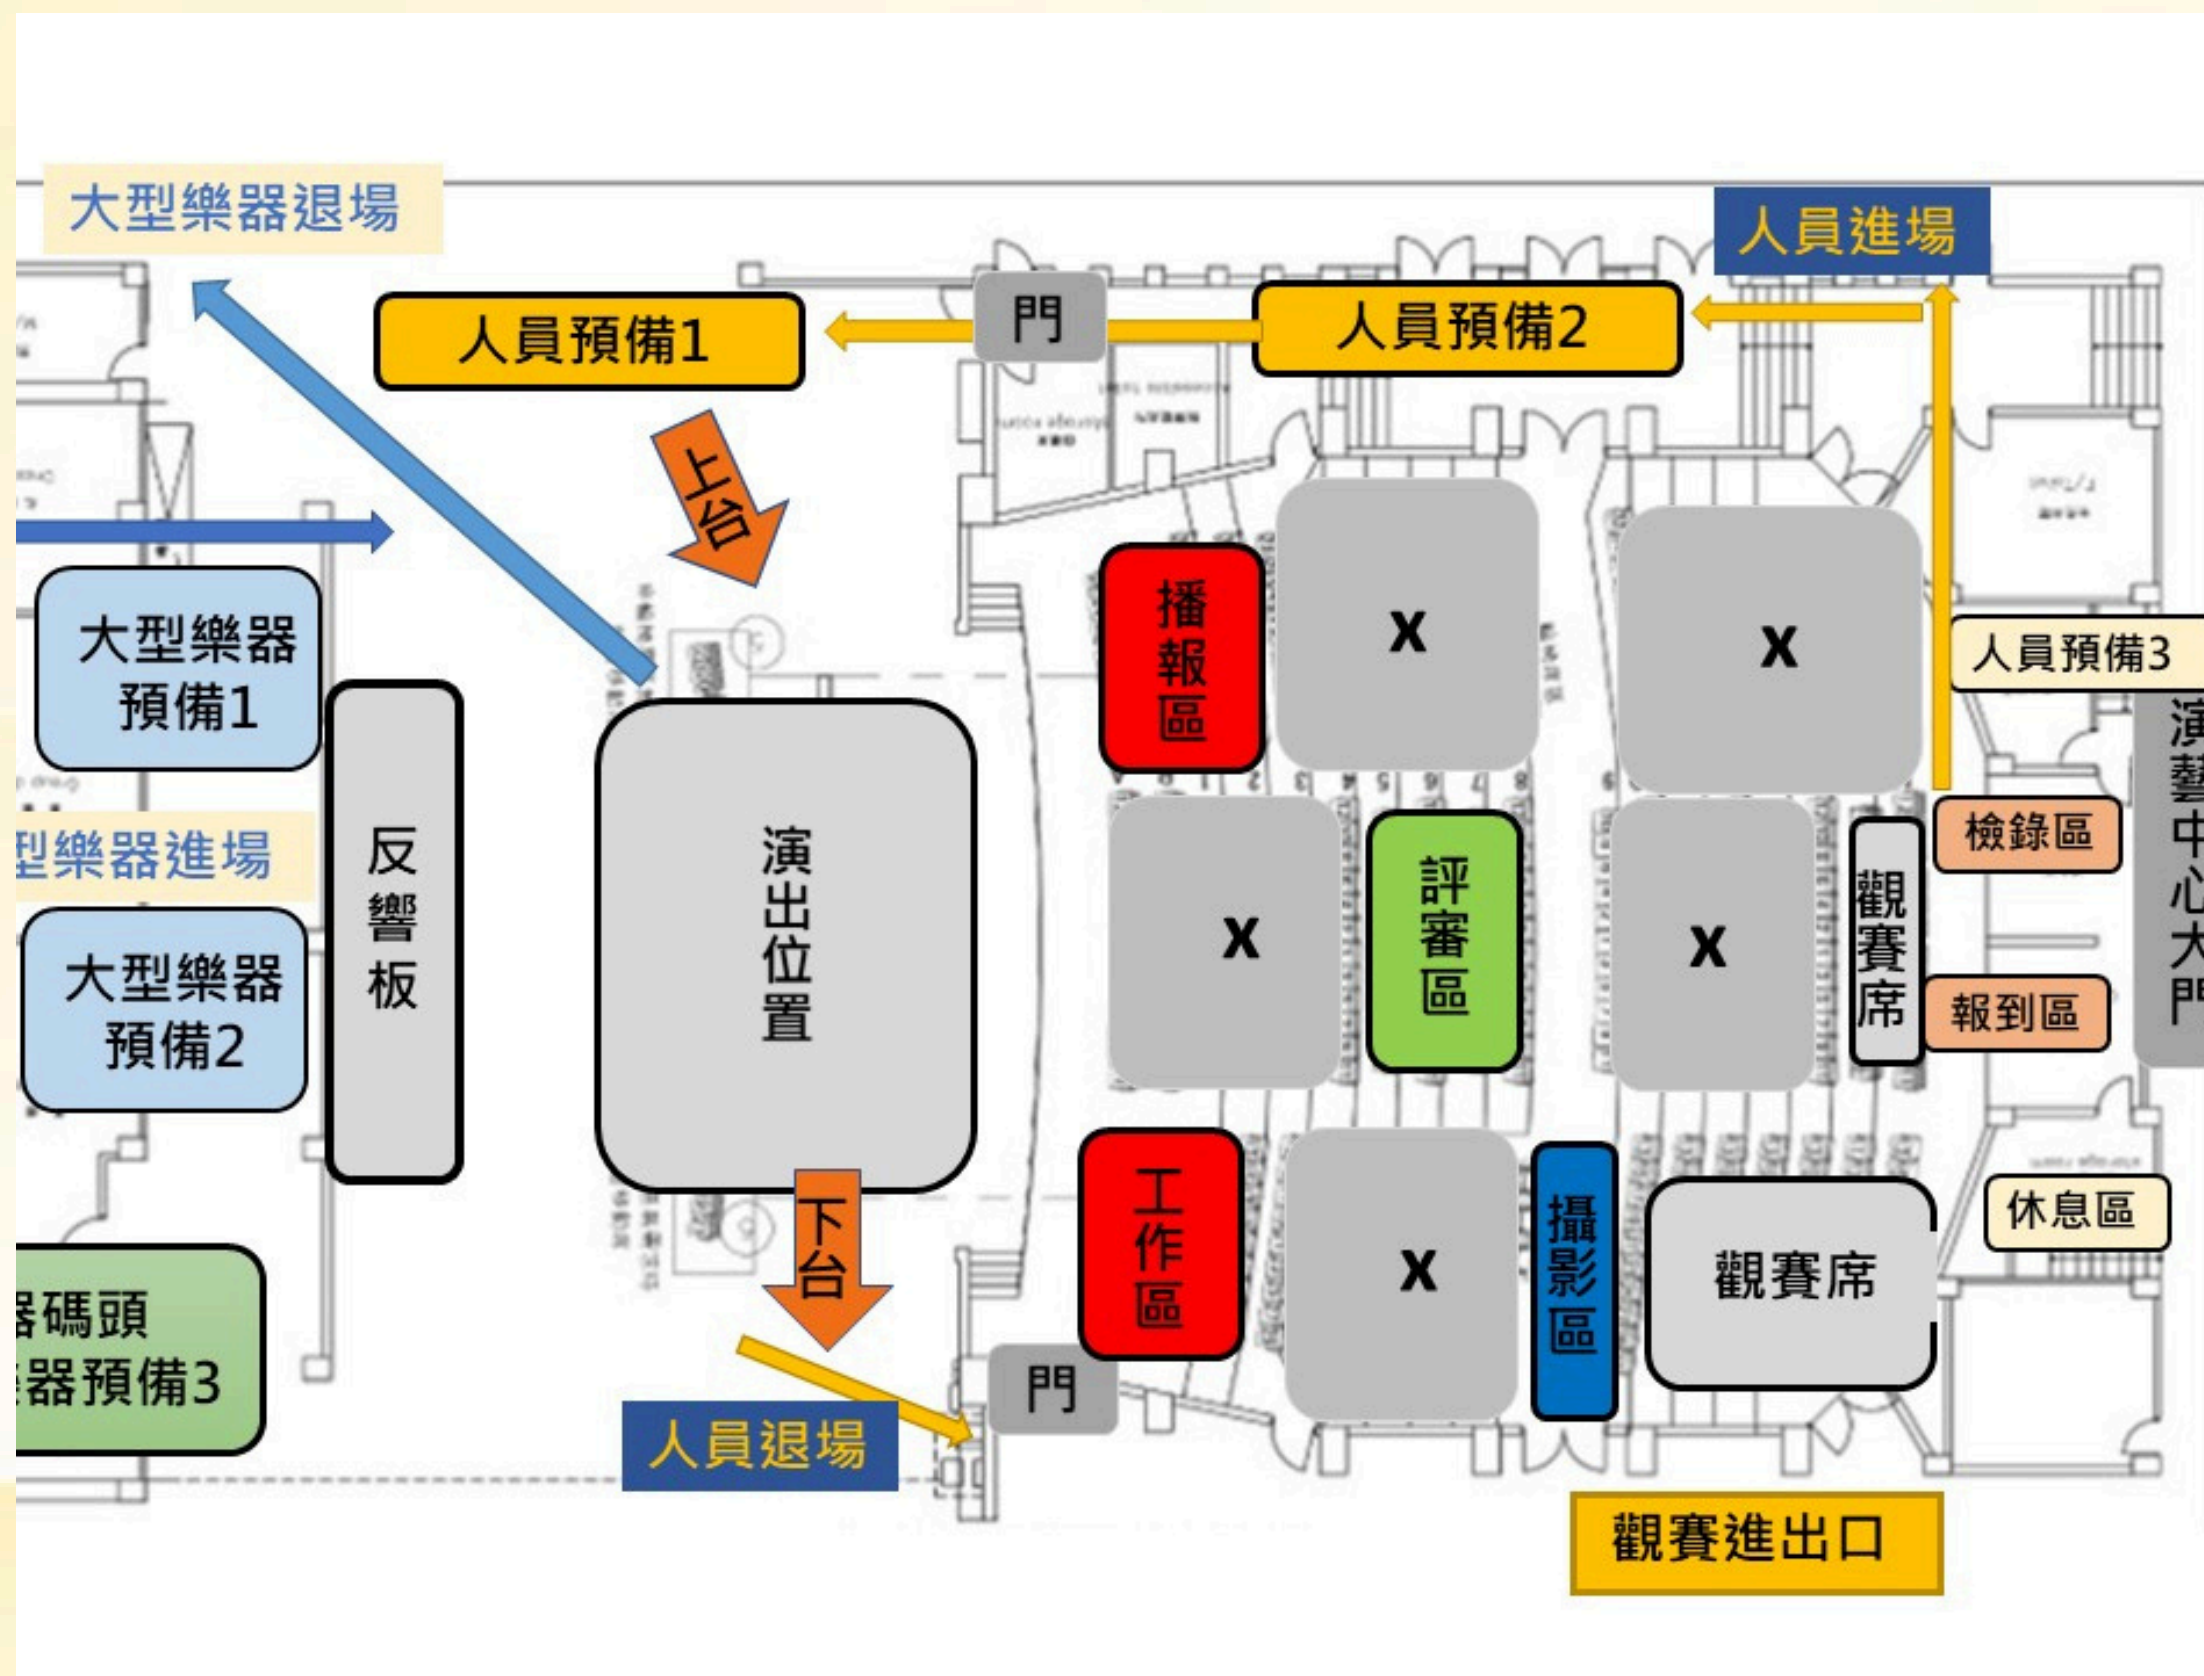 大型樂器退場
人員進場
人員預備1
門
人員預備2
上台
大型樂器
預備1
播報區
X
X
人員預備3
演藝中心大門
型樂器進場
反響板
演出位置
X
評審區
X
觀賽席
檢錄區
報到區
大型樂器
預備2
下台
工作區
X
攝影區
觀賽席
休息區
器碼頭
器預備3
門
人員退場
觀賽進出口